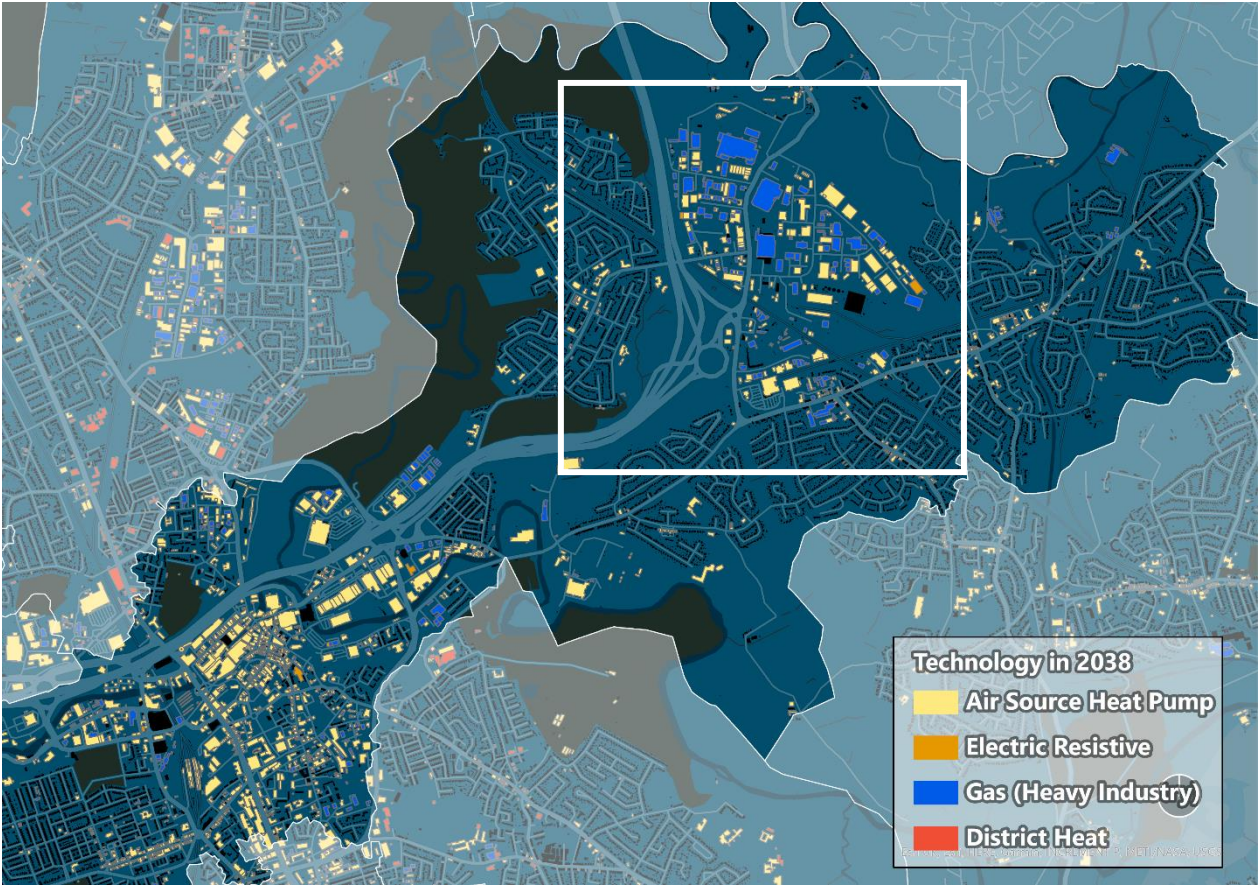 Technology in 2038
Air Source Heat Pump
Electric Resistive
Gas (Heavy Industry)
District Heat